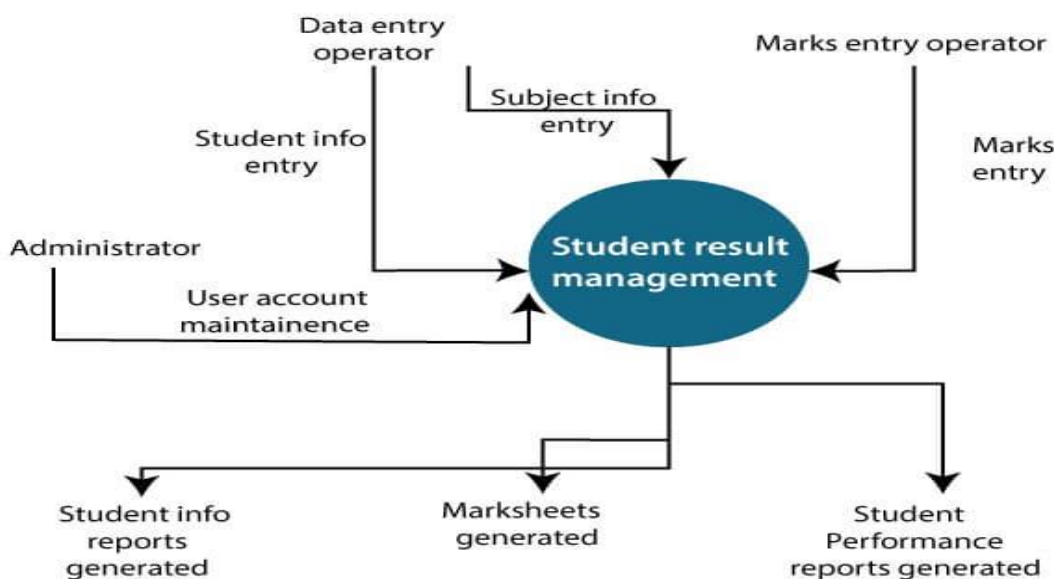 Data entry
operator
Marks entry operator
Subject info
entry
Student info
entry
Marks
entry
Administrator
Student result
management
User account
maintainence
Student info
reports
generated
Marksheets
generated
Student
Performance
reports generated